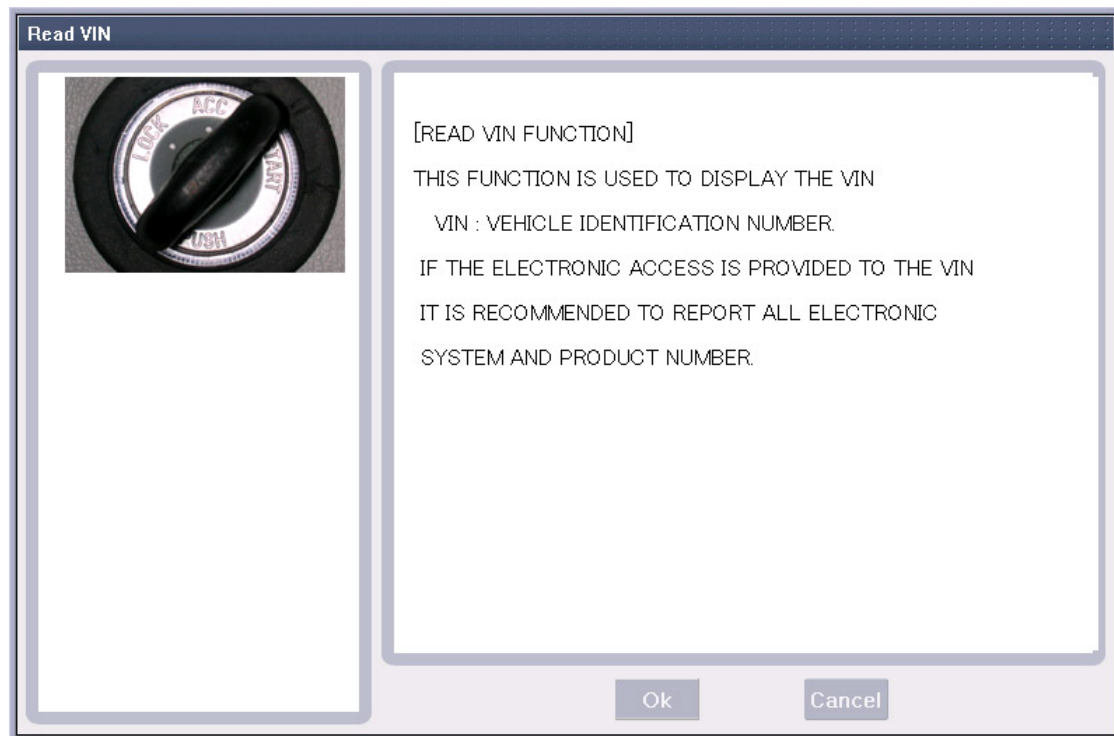 Read VIN
LOCK
ACC
START
PUSH
[READ VIN FUNCTION]
THIS FUNCTION IS USED TO DISPLAY THE VIN
VIN : VEHICLE IDENTIFICATION NUMBER.
IF THE ELECTRONIC ACCESS IS PROVIDED TO THE VIN
IT IS RECOMMENDED TO REPORT ALL ELECTRONIC
SYSTEM AND PRODUCT NUMBER.
Ok
Cancel